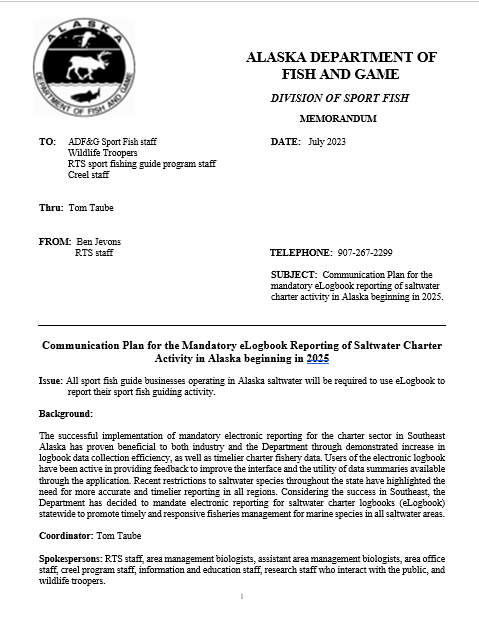 ALASKA
DEPARTMENT OF FISH AND GAME
ALASKA DEPARTMENT OF
FISH AND GAME
DIVISION OF SPORT FISH
MEMORANDUM
TO: ADF&G Sport Fish staff
Wildlife Troopers
RTS sport fishing guide program staff
Creel staff
DATE: July 2023
Thru: Tom Taube
FROM: Ben Jevons
RTS staff
TELEPHONE: 907-267-2299
SUBJECT: Communication Plan for the
mandatory eLogbook reporting of saltwater
charter activity in Alaska beginning in 2025.
Communication Plan for the Mandatory eLogbook Reporting of Saltwater Charter
Activity in Alaska beginning in 2025
Issue: All sport fish guide businesses operating in Alaska saltwater will be required to use eLogbook to
report their sport fish guiding activity.
Background:
The successful implementation of mandatory electronic reporting for the charter sector in Southeast
Alaska has proven beneficial to both industry and the Department through demonstrated increase in
logbook data collection efficiency, as well as timelier charter fishery data. Users of the electronic logbook
have been active in providing feedback to improve the interface and the utility of data summaries available
through the application. Recent restrictions to saltwater species throughout the state have highlighted the
need for more accurate and timelier reporting in all regions. Considering the success in Southeast, the
Department has decided to mandate electronic reporting for saltwater charter logbooks (eLogbook)
statewide to promote timely and responsive fisheries management for marine species in all saltwater areas.
Coordinator: Tom Taube
Spokespersons: RTS staff, area management biologists, assistant area management biologists, area office
staff, creel program staff, information and education staff, research staff who interact with the public, and
wildlife troopers.
1